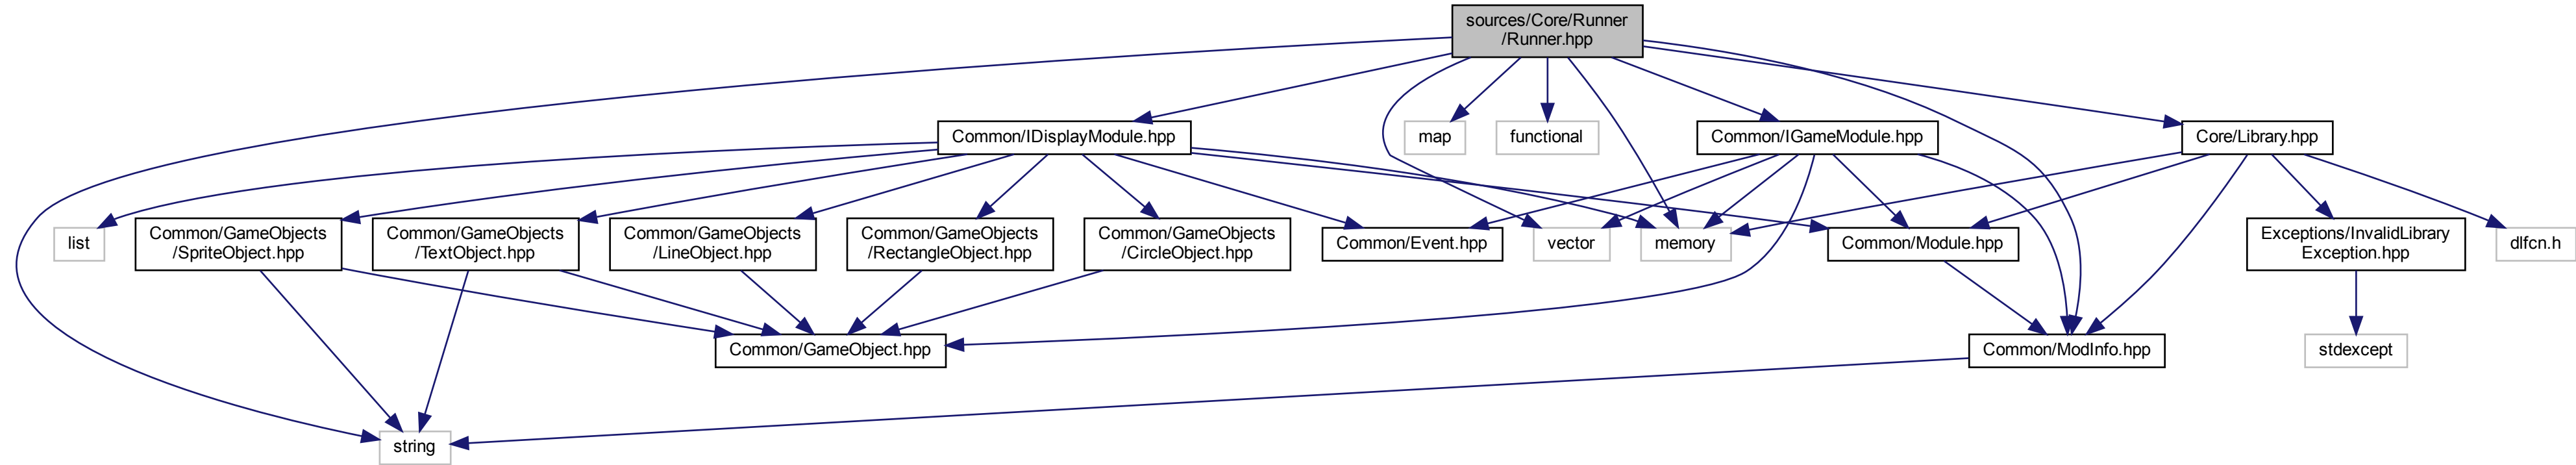 sources/Core/Runner
/Runner.hpp
Common/IDisplayModule.hpp
map
functional
Common/IGameModule.hpp
Core/Library.hpp
list
Common/GameObjects
/SpriteObject.hpp
Common/GameObjects
/TextObject.hpp
Common/GameObjects
/LineObject.hpp
Common/GameObjects
/RectangleObject.hpp
Common/GameObjects
/CircleObject.hpp
Common/Event.hpp
vector
memory
Common/Module.hpp
Exceptions/InvalidLibrary
Exception.hpp
dlfcn.h
Common/GameObject.hpp
Common/ModInfo.hpp
stdexcept
string